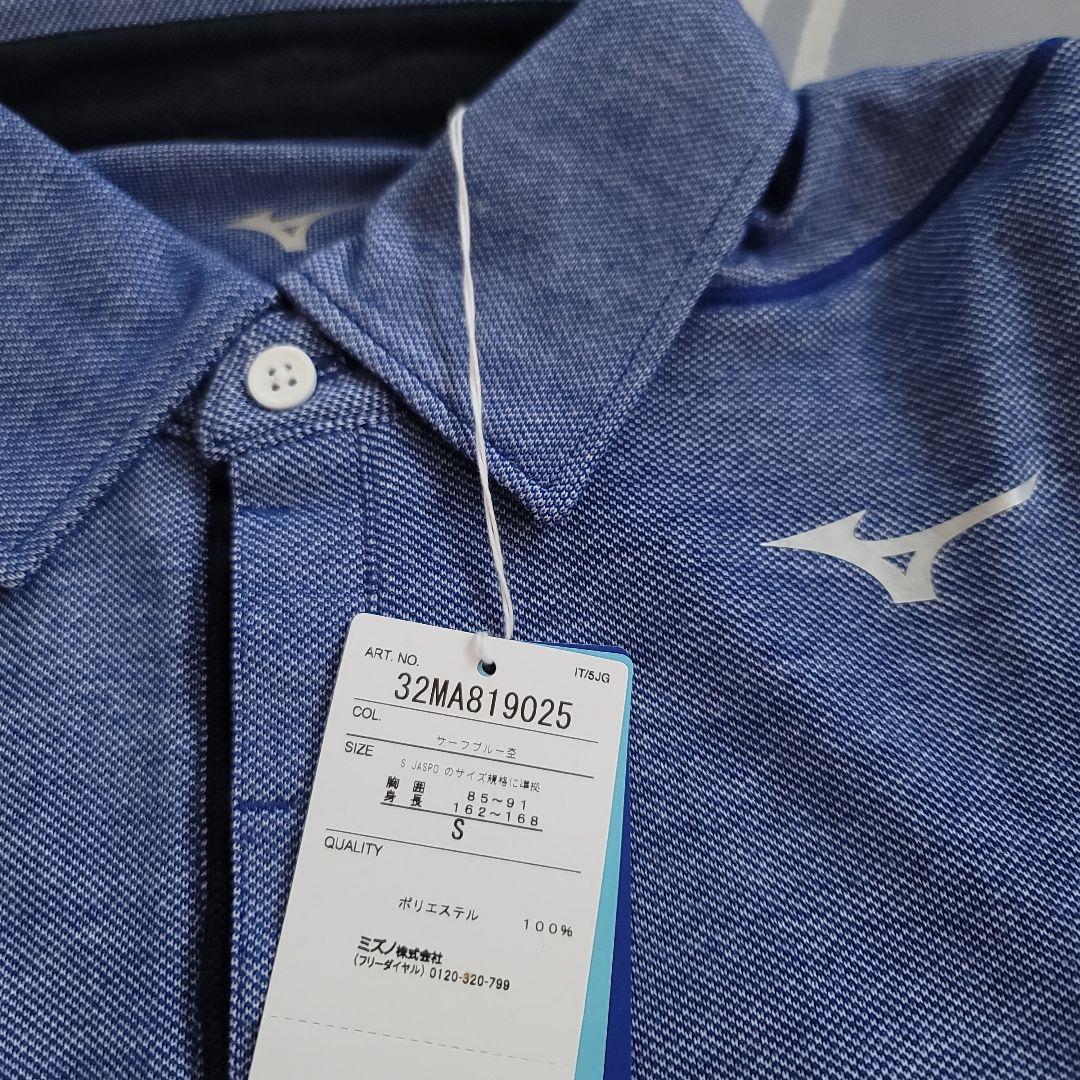 ART. NO.
IT/5JG
32MA819025
COL.
サーフブルー杢
SIZE
S JASPO のサイズ規格に準拠
胸囲 85～91
身長 162～168
S
QUALITY
ポリエステル 100%
ミズノ株式会社
(フリーダイヤル) 0120-320-799